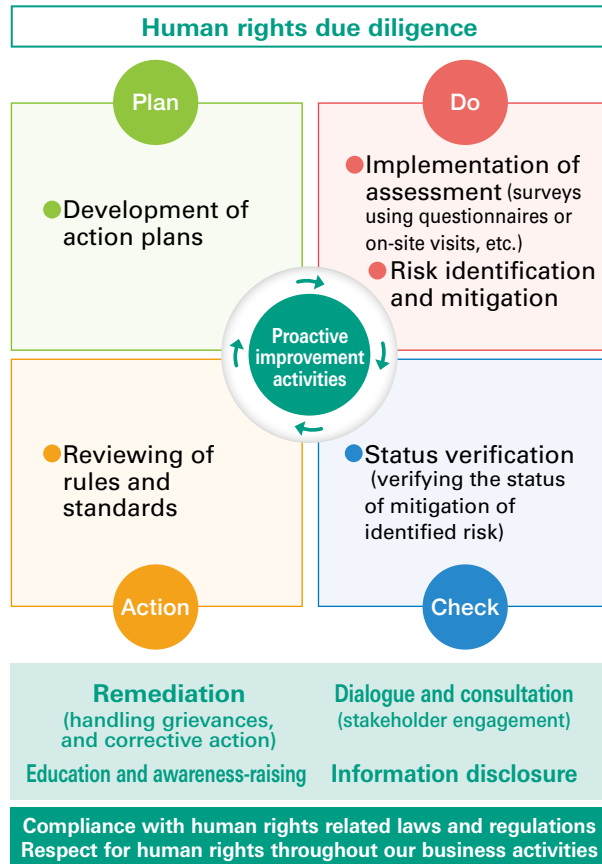 Human rights due diligence
Plan
Do
●Development of
action plans
●Implementation of
assessment (surveys
using questionnaires or
on-site visits, etc.)
●Risk identification
and mitigation
Proactive
improvement
activities
●Reviewing of
rules and
standards
●Status verification
(verifying the status
of mitigation of
identified risk)
Action
Check
Remediation
(handling grievances,
and corrective action)
Dialogue and consultation
(stakeholder engagement)
Education and awareness-raising
Information disclosure
Compliance with human rights related laws and regulations
Respect for human rights throughout our business activities